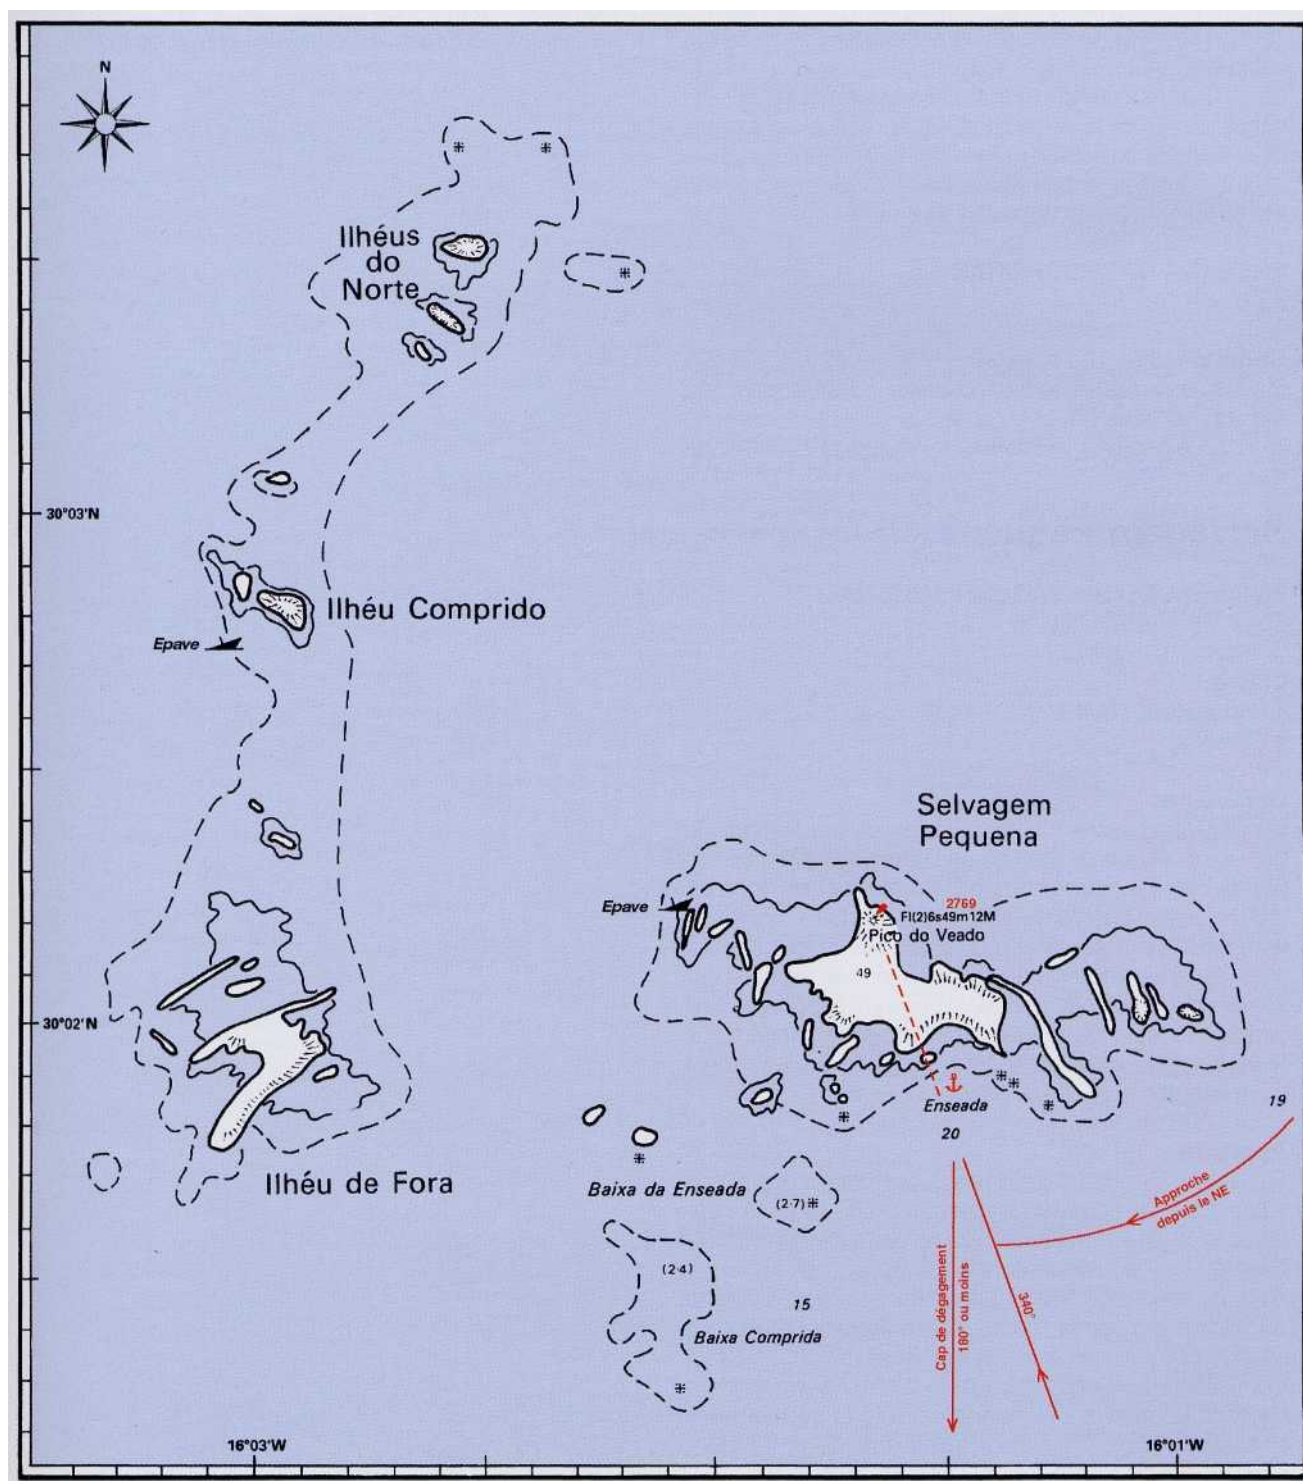 N
Ilhéus
do
Norte
30°03'N
Ilhéu Comprido
Epave
Selvagem
Pequena
Epave
2769
Fl(2)6s49m12M
Pico do Veado
49
30°02'N
Enseada
20
19
Ilhéu de Fora
Baixa da Enseada
(2·7)
Approche
depuis le NE
(2·4)
15
Baixa Comprida
Cap de dégagement
180° ou moins
340°
16°03'W
16°01'W